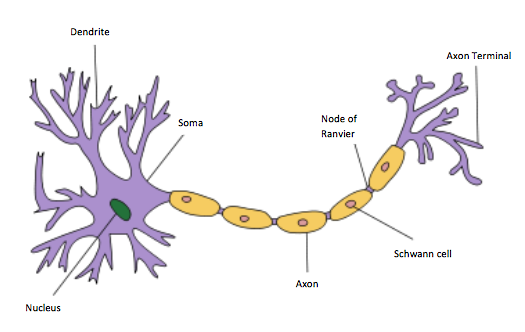 Dendrite
Axon Terminal
Soma
Node of
Ranvier
Schwann cell
Axon
Nucleus